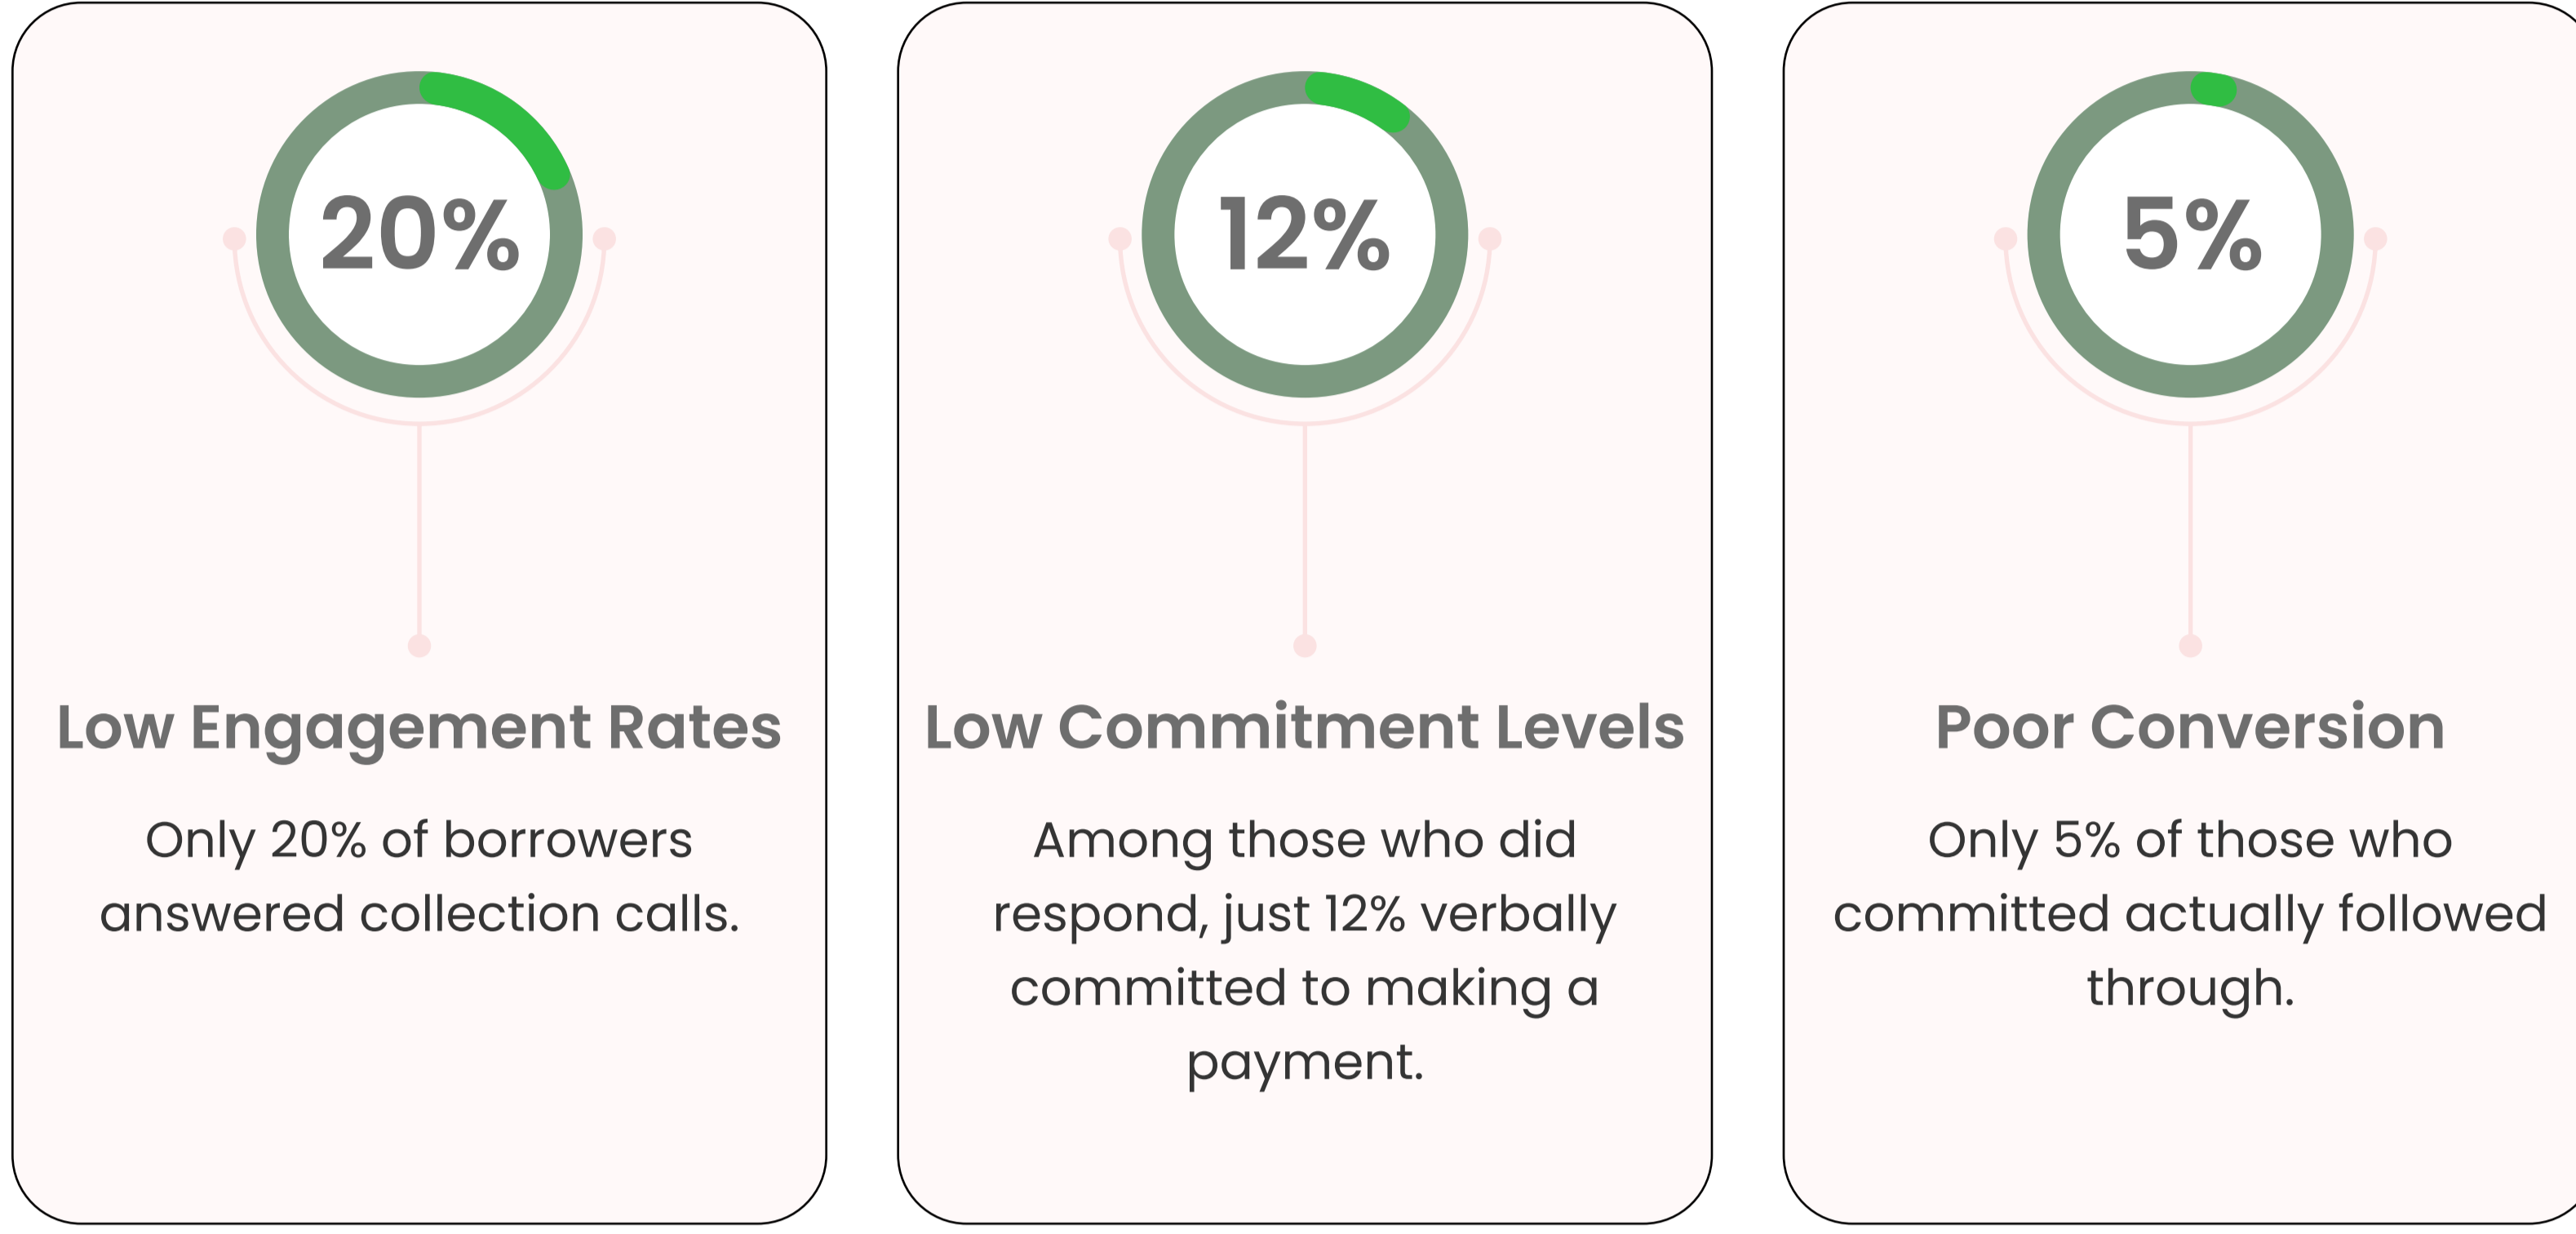 20%
Low Engagement Rates
Only 20% of borrowers
answered collection calls.
12%
Low Commitment Levels
Among those who did
respond, just 12% verbally
committed to making a
payment.
5%
Poor Conversion
Only 5% of those who
committed actually followed
through.